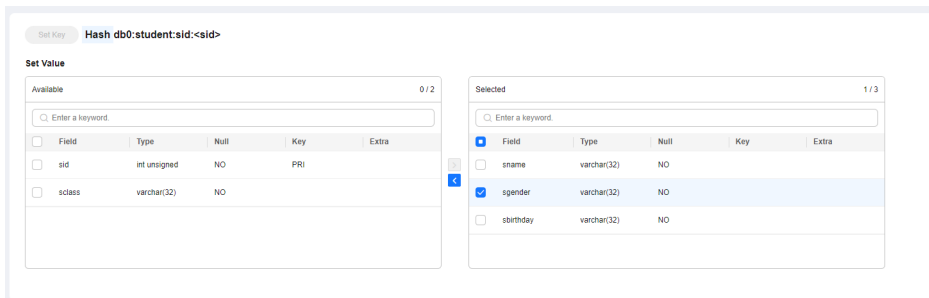 Set Key Hash db0:student:sid:<sid>
Set Value
Available 0 / 2
Enter a keyword.
Field Type Null Key Extra
sid int unsigned NO PRI
sclass varchar(32) NO
Selected 1 / 3
Enter a keyword.
Field Type Null Key Extra
sname varchar(32) NO
sgender varchar(32) NO
sbirthday varchar(32) NO